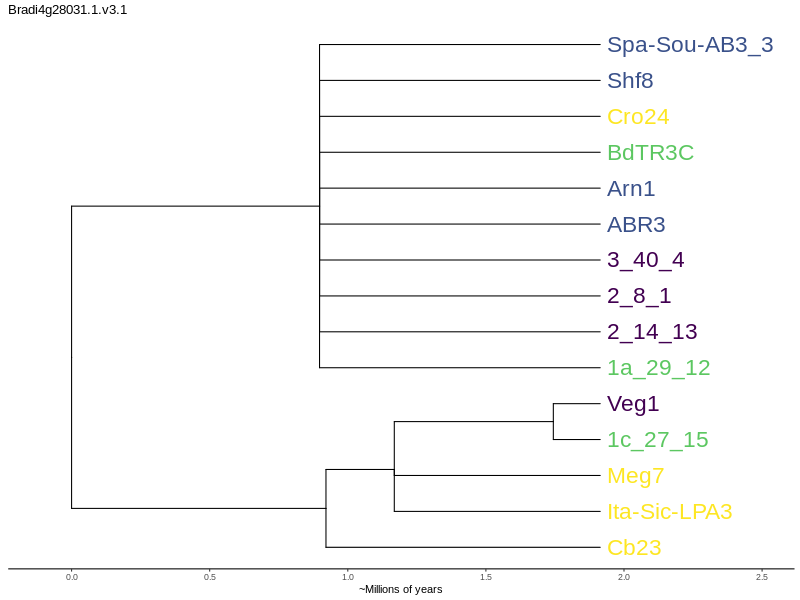 Bradi4g28031.1.v3.1
Spa-Sou-AB3_3
Shf8
Cro24
BdTR3C
Arn1
ABR3
3_40_4
2_8_1
2_14_13
1a_29_12
Veg1
1c_27_15
Meg7
Ita-Sic-LPA3
Cb23
0.0 0.5 1.0 1.5 2.0 2.5
~Millions of years